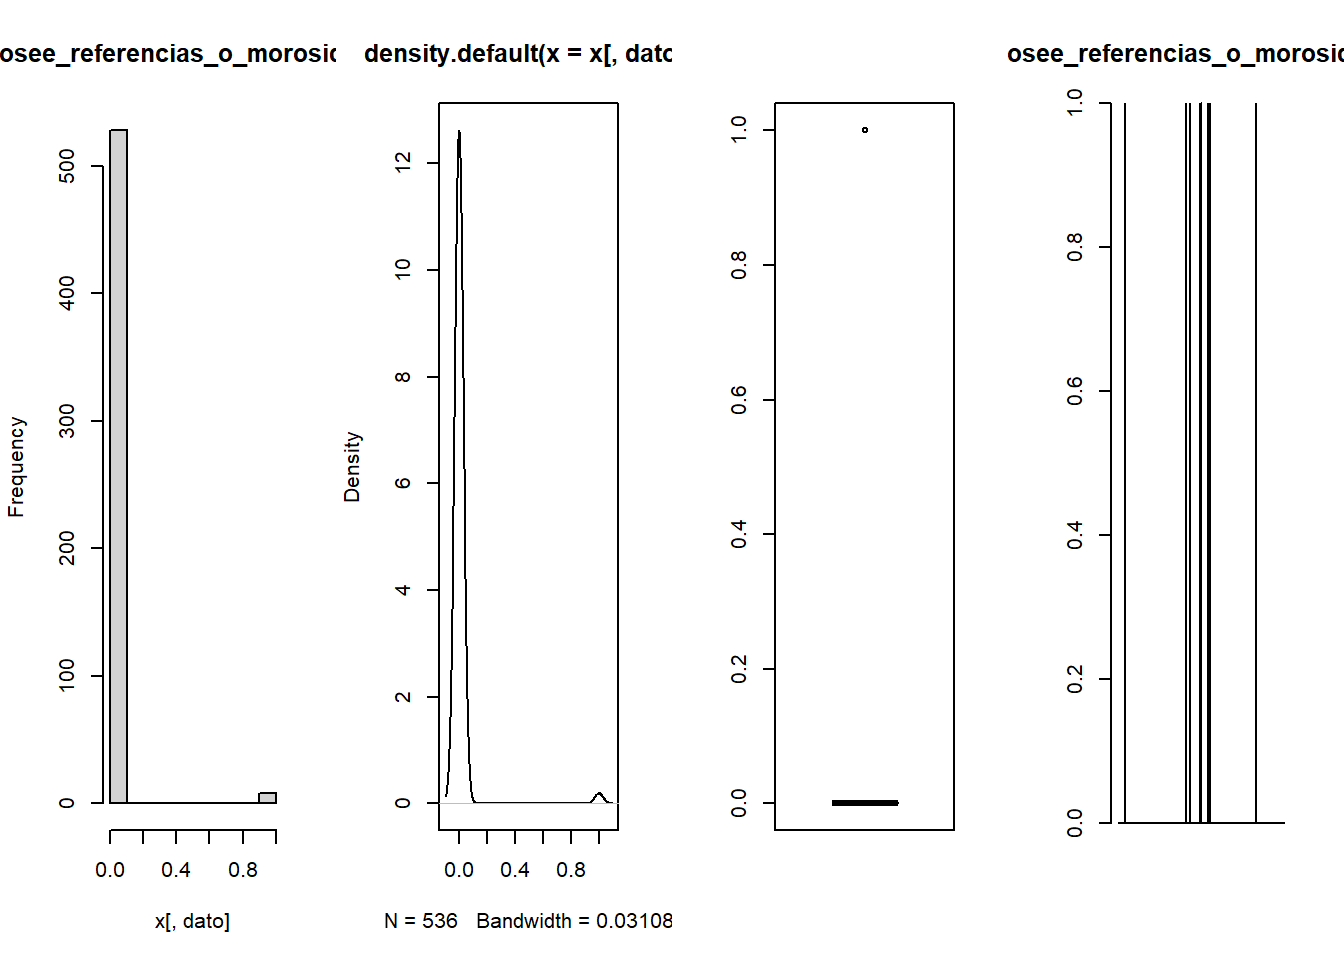 osee_referencias_o_morosid
Frequency
500
400
300
200
100
0
0.0 0.4 0.8
x[, dato]
density.default(x = x[, dato
Density
12
10
8
6
4
2
0
0.0 0.4 0.8
N = 536 Bandwidth = 0.03108
1.0
0.8
0.6
0.4
0.2
0.0
osee_referencias_o_morosid
1.0
0.8
0.6
0.4
0.2
0.0